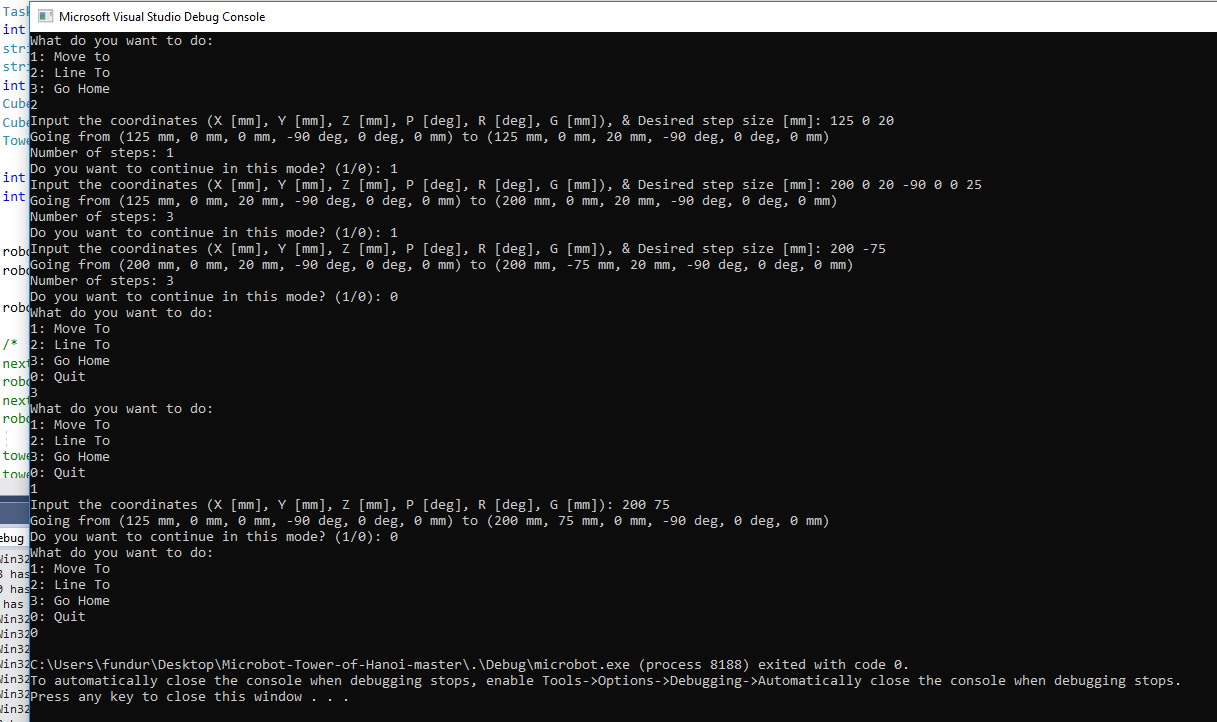 Microsoft Visual Studio Debug Console
What do you want to do:
1: Move to
2: Line To
3: Go Home
2
Input the coordinates (X [mm], Y [mm], Z [mm], P [deg], R [deg], G [mm]), & Desired step size [mm]: 125 0 20
Going from (125 mm, 0 mm, 0 mm, -90 deg, 0 deg, 0 mm) to (125 mm, 0 mm, 20 mm, -90 deg, 0 deg, 0 mm)
Number of steps: 1
Do you want to continue in this mode? (1/0): 1
Input the coordinates (X [mm], Y [mm], Z [mm], P [deg], R [deg], G [mm]), & Desired step size [mm]: 200 0 20 -90 0 0 25
Going from (125 mm, 0 mm, 20 mm, -90 deg, 0 deg, 0 mm) to (200 mm, 0 mm, 20 mm, -90 deg, 0 deg, 0 mm)
Number of steps: 3
Do you want to continue in this mode? (1/0): 1
Input the coordinates (X [mm], Y [mm], Z [mm], P [deg], R [deg], G [mm]), & Desired step size [mm]: 200 -75
Going from (200 mm, 0 mm, 20 mm, -90 deg, 0 deg, 0 mm) to (200 mm, -75 mm, 20 mm, -90 deg, 0 deg, 0 mm)
Number of steps: 3
Do you want to continue in this mode? (1/0): 0
What do you want to do:
1: Move To
2: Line To
3: Go Home
0: Quit
3
What do you want to do:
1: Move To
2: Line To
3: Go Home
0: Quit
1
Input the coordinates (X [mm], Y [mm], Z [mm], P [deg], R [deg], G [mm]): 200 75
Going from (125 mm, 0 mm, 0 mm, -90 deg, 0 deg, 0 mm) to (200 mm, 75 mm, 0 mm, -90 deg, 0 deg, 0 mm)
Do you want to continue in this mode? (1/0): 0
What do you want to do:
1: Move To
2: Line To
3: Go Home
0: Quit
0
C:\Users\fundur\Desktop\Microbot-Tower-of-Hanoi-master\.\Debug\microbot.exe (process 8188) exited with code 0.
To automatically close the console when debugging stops, enable Tools->Options->Debugging->Automatically close the console when debugging stops.
Press any key to close this window . . .
int
int
int
int
/*
has
has
has